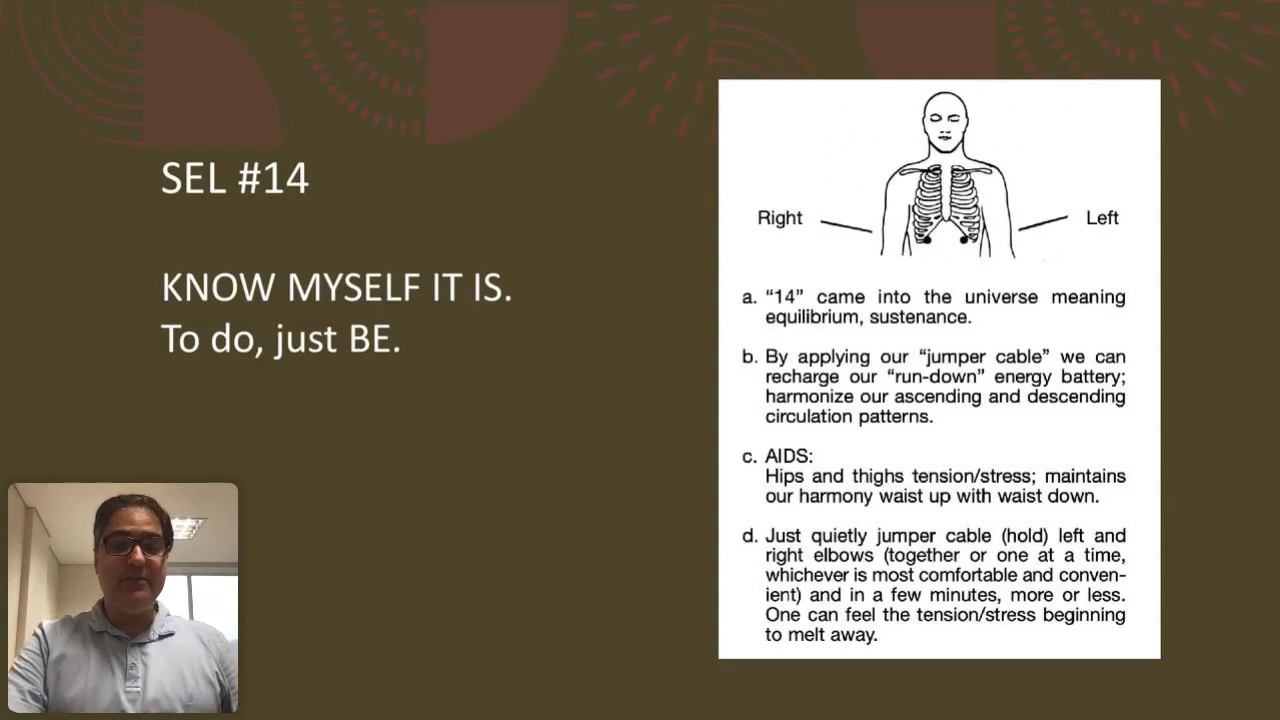 SEL #14
KNOW MYSELF IT IS.
To do, just BE.
Right
Left
a. “14” came into the universe meaning
equilibrium, sustenance.
b. By applying our “jumper cable” we can
recharge our “run-down” energy battery;
harmonize our ascending and descending
circulation patterns.
c. AIDS:
Hips and thighs tension/stress; maintains
our harmony waist up with waist down.
d. Just quietly jumper cable (hold) left and
right elbows (together or one at a time,
whichever is most comfortable and conven-
ient) and in a few minutes, more or less.
One can feel the tension/stress beginning
to melt away.